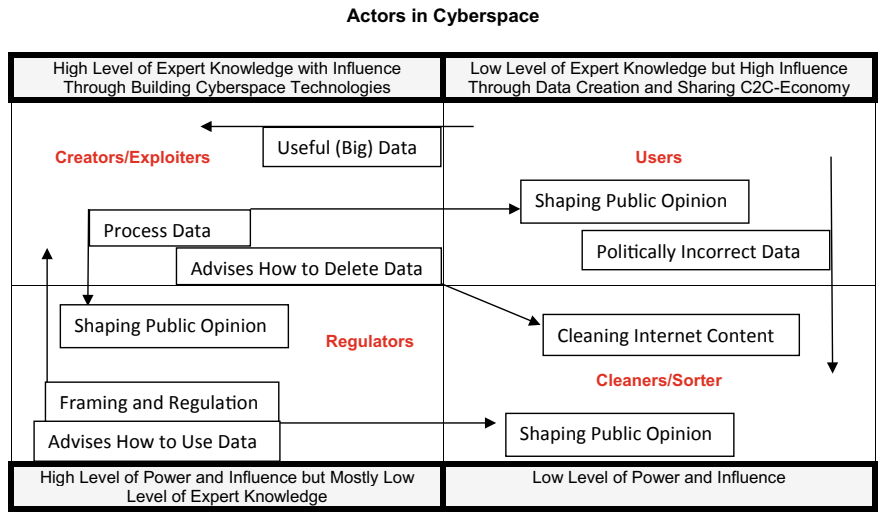 Actors in Cyberspace
High Level of Expert Knowledge with Influence
Through Building Cyberspace Technologies
Low Level of Expert Knowledge but High Influence
Through Data Creation and Sharing C2C-Economy
Useful (Big) Data
Creators/Exploiters
Users
Shaping Public Opinion
Process Data
Politically Incorrect Data
Advises How to Delete Data
Shaping Public Opinion
Regulators
Cleaning Internet Content
Cleaners/Sorter
Framing and Regulation
Advises How to Use Data
Shaping Public Opinion
High Level of Power and Influence but Mostly Low
Level of Expert Knowledge
Low Level of Power and Influence